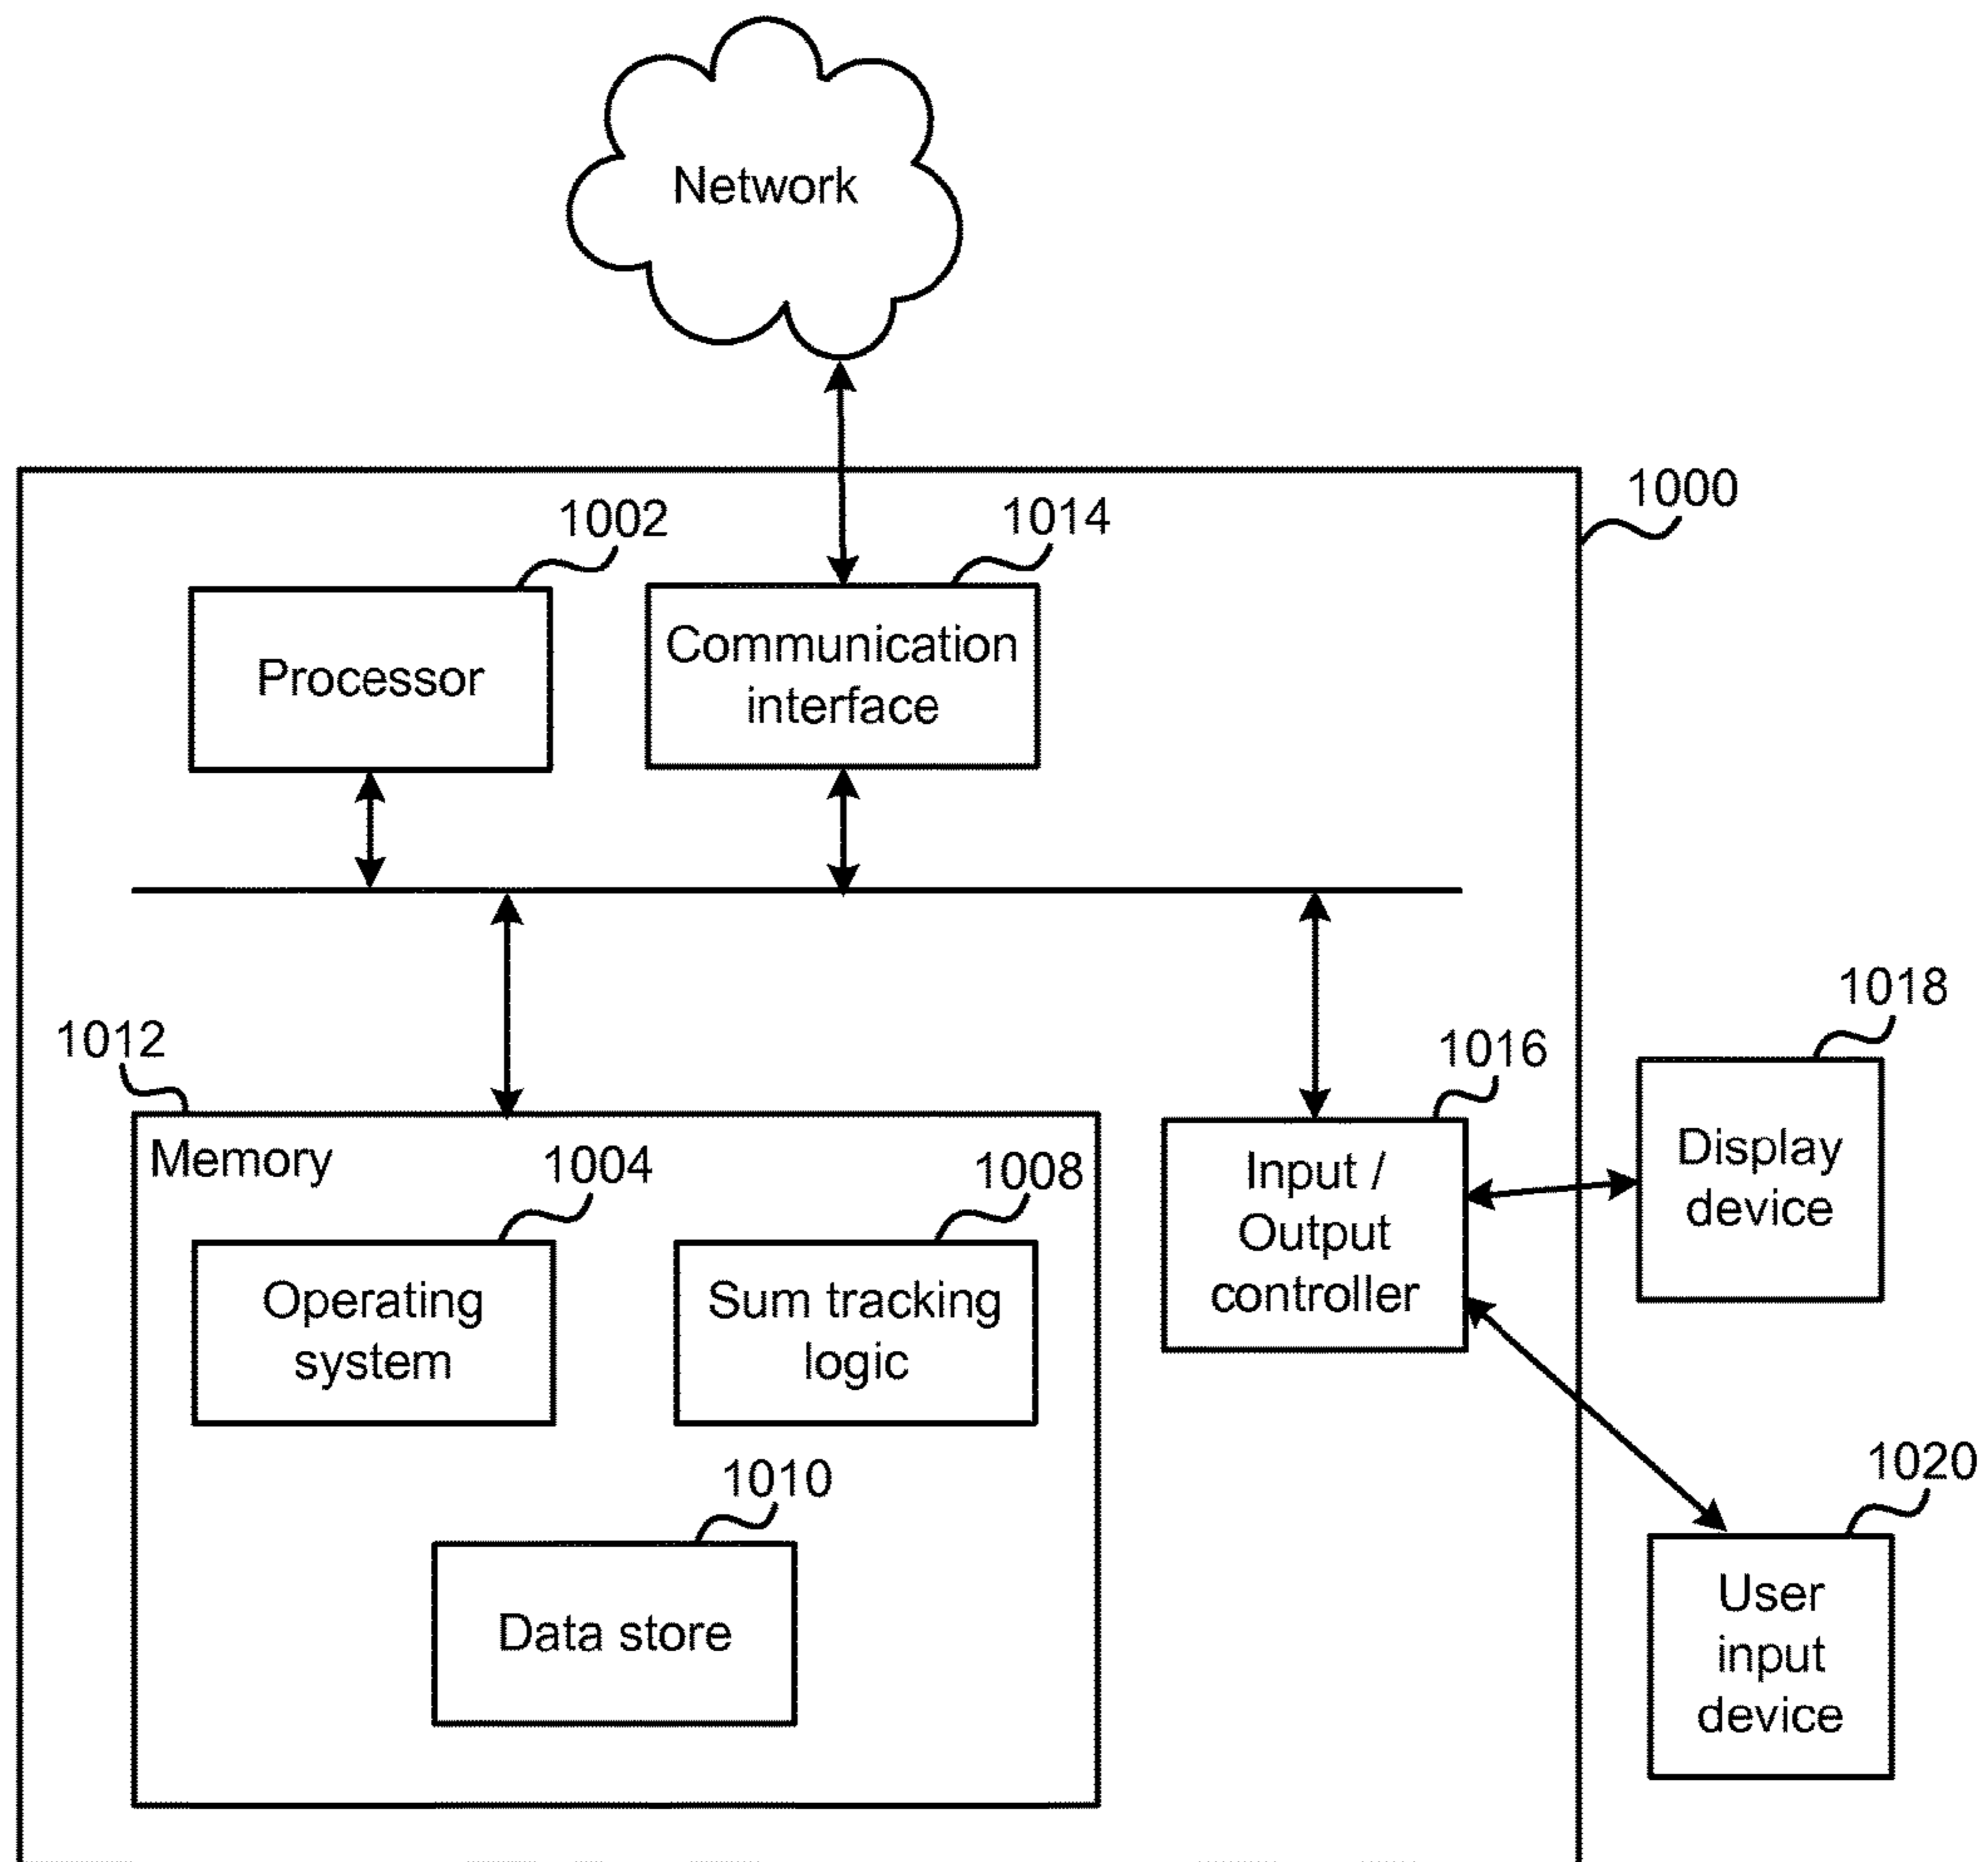 Network
1000
1002
1014
Processor
Communication
interface
1012
1016
1018
Memory
1004
1008
Input /
Output
controller
Display
device
Operating
system
Sum tracking
logic
1010
1020
Data store
User
input
device